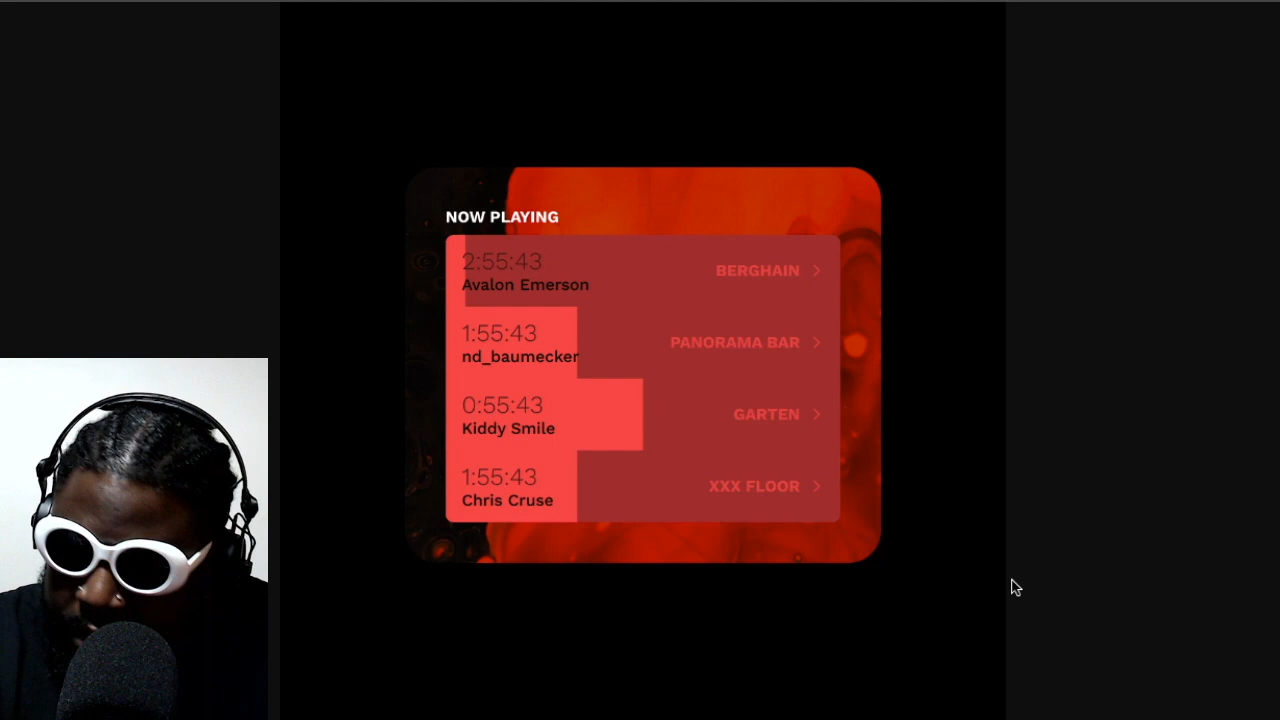 NOW PLAYING
2:55:43
Avalon Emerson
BERGHAIN
1:55:43
nd_baumecker
PANORAMA BAR
0:55:43
Kiddy Smile
GARTEN
1:55:43
Chris Cruse
XXX FLOOR